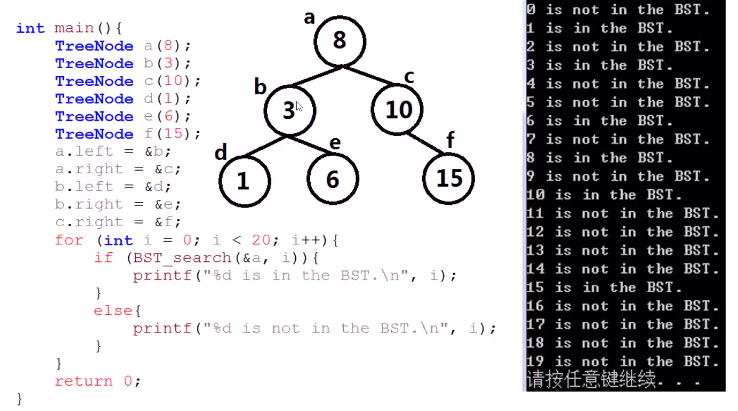 int main(){
TreeNode a(8);
TreeNode b(3);
TreeNode c(10);
TreeNode d(1);
TreeNode e(6);
TreeNode f(15);
a.left = &b;
a.right = &c;
b.left = &d;
b.right = &e;
c.right = &f;
for (int i = 0; i < 20; i++){
if (BST_search(&a, i)){
printf("%d is in the BST.\n", i);
}
else{
printf("%d is not in the BST.\n", i);
}
}
return 0;
}
a
8
b
3
c
10
d
1
e
6
f
15
0 is not in the BST.
1 is in the BST.
2 is not in the BST.
3 is in the BST.
4 is not in the BST.
5 is not in the BST.
6 is in the BST.
7 is not in the BST.
8 is in the BST.
9 is not in the BST.
10 is in the BST.
11 is not in the BST.
12 is not in the BST.
13 is not in the BST.
14 is not in the BST.
15 is in the BST.
16 is not in the BST.
17 is not in the BST.
18 is not in the BST.
19 is not in the BST.
请按任意键继续. . .